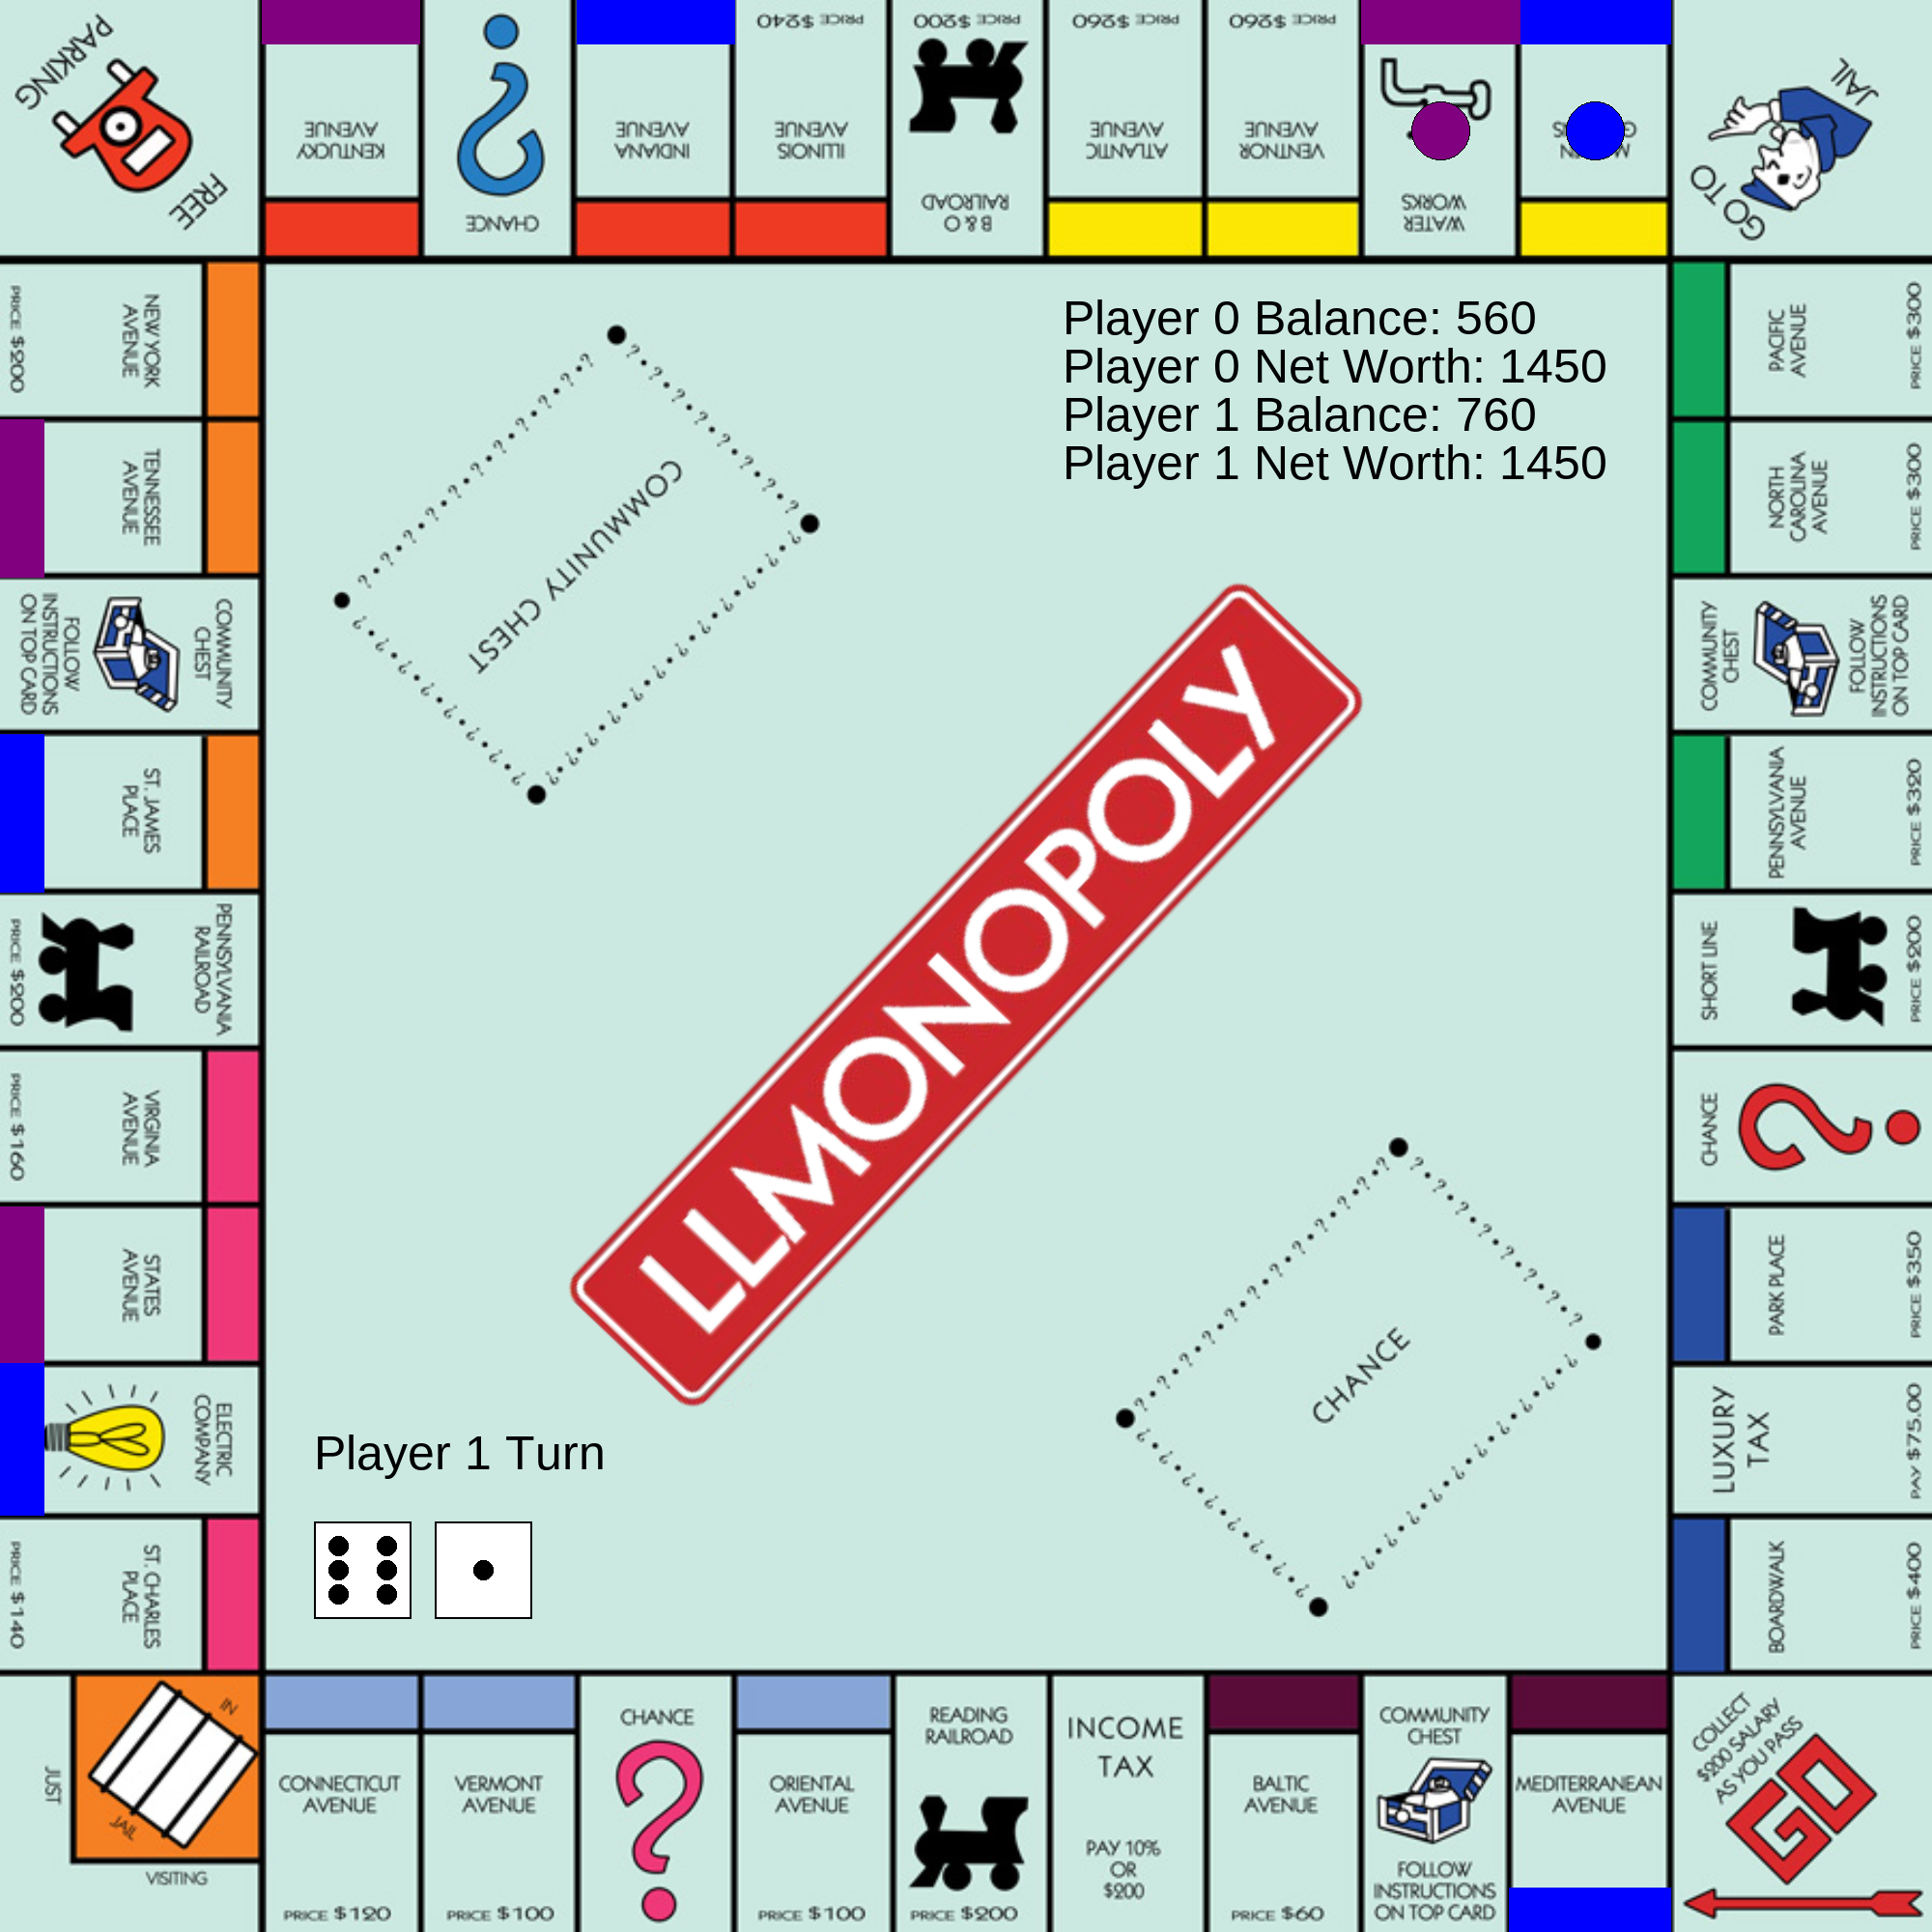 PARKING
FREE
KENTUCKY
AVENUE
CHANCE
INDIANA
AVENUE
PRICE $240
ILLINOIS
AVENUE
PRICE $200
B & O
RAILROAD
PRICE $260
ATLANTIC
AVENUE
PRICE $260
VENTNOR
AVENUE
WATER
WORKS
GO TO
JAIL
NEW YORK
AVENUE
PRICE $200
TENNESSEE
AVENUE
COMMUNITY
CHEST
FOLLOW
INSTRUCTIONS
ON TOP CARD
ST. JAMES
PLACE
PENNSYLVANIA
RAILROAD
PRICE $200
VIRGINIA
AVENUE
PRICE $160
STATES
AVENUE
ELECTRIC
COMPANY
ST. CHARLES
PLACE
PRICE $140
Player 0 Balance: 560
Player 0 Net Worth: 1450
Player 1 Balance: 760
Player 1 Net Worth: 1450
COMMUNITY CHEST
LLMONOPOLY
CHANCE
Player 1 Turn
PACIFIC
AVENUE
PRICE $300
NORTH
CAROLINA
AVENUE
PRICE $300
COMMUNITY
CHEST
FOLLOW
INSTRUCTIONS
ON TOP CARD
PENNSYLVANIA
AVENUE
PRICE $320
SHORT LINE
PRICE $200
CHANCE
PARK PLACE
PRICE $350
LUXURY
TAX
PAY $75.00
BOARDWALK
PRICE $400
JUST
VISITING
IN
JAIL
CONNECTICUT
AVENUE
PRICE $120
VERMONT
AVENUE
PRICE $100
CHANCE
ORIENTAL
AVENUE
PRICE $100
READING
RAILROAD
PRICE $200
INCOME
TAX
PAY 10%
OR
$200
BALTIC
AVENUE
PRICE $60
COMMUNITY
CHEST
FOLLOW
INSTRUCTIONS
ON TOP CARD
MEDITERRANEAN
AVENUE
COLLECT
$200 SALARY
AS YOU PASS
GO